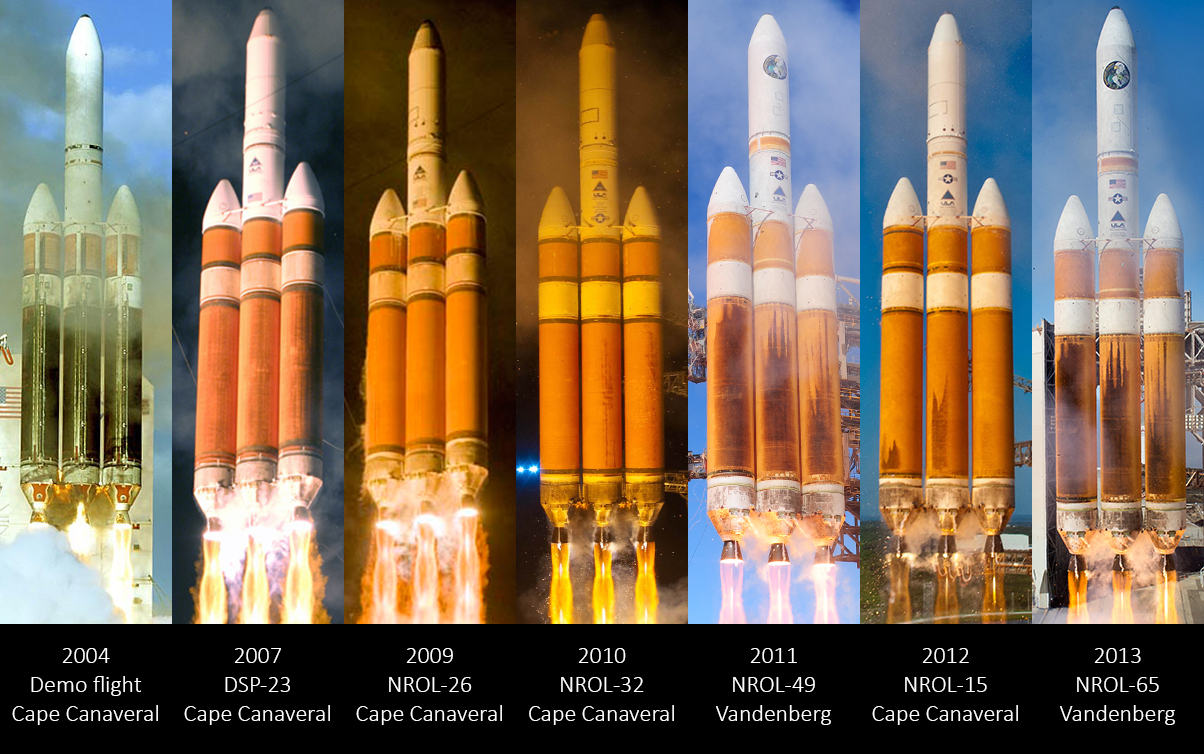 2004
Demo flight
Cape Canaveral
2007
DSP-23
Cape Canaveral
2009
NROL-26
Cape Canaveral
2010
NROL-32
Cape Canaveral
2011
NROL-49
Vandenberg
2012
NROL-15
Cape Canaveral
2013
NROL-65
Vandenberg